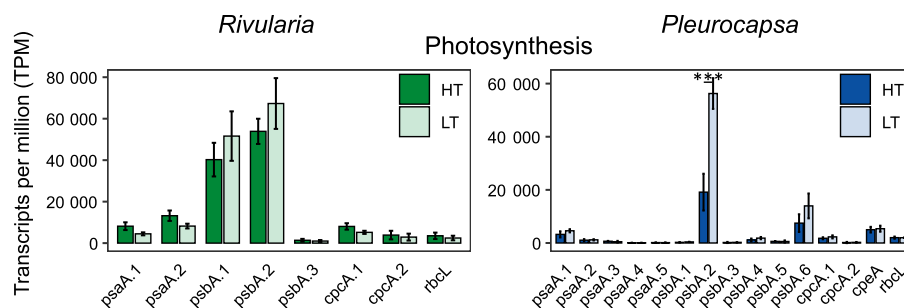 Rivularia
Pleurocapsa
Photosynthesis
Transcripts per million (TPM)
80 000
60 000
40 000
20 000
0
HT
LT
psaA.1
psaA.2
psbA.1
psbA.2
psbA.3
cpcA.1
cpcA.2
rbcL
60 000
40 000
20 000
0
***
HT
LT
psaA.1
psaA.2
psaA.3
psaA.4
psaA.5
psbA.1
psbA.2
psbA.3
psbA.4
psbA.5
psbA.6
cpcA.1
cpcA.2
cpeA
rbcL